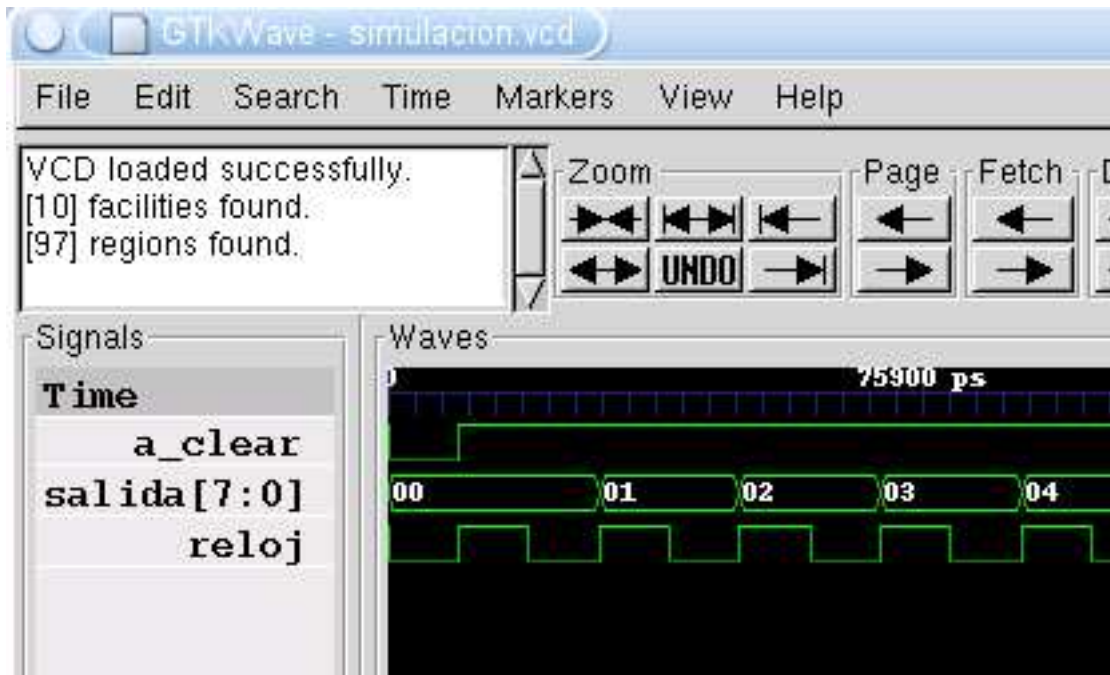 GTKWave - simulacion.vcd
File Edit Search Time Markers View Help
VCD loaded successfully.
[10] facilities found.
[97] regions found.
Zoom Page Fetch
UNDO
Signals Waves
Time
0 75900 ps
a_clear
salida[7:0] 00 01 02 03 04
reloj